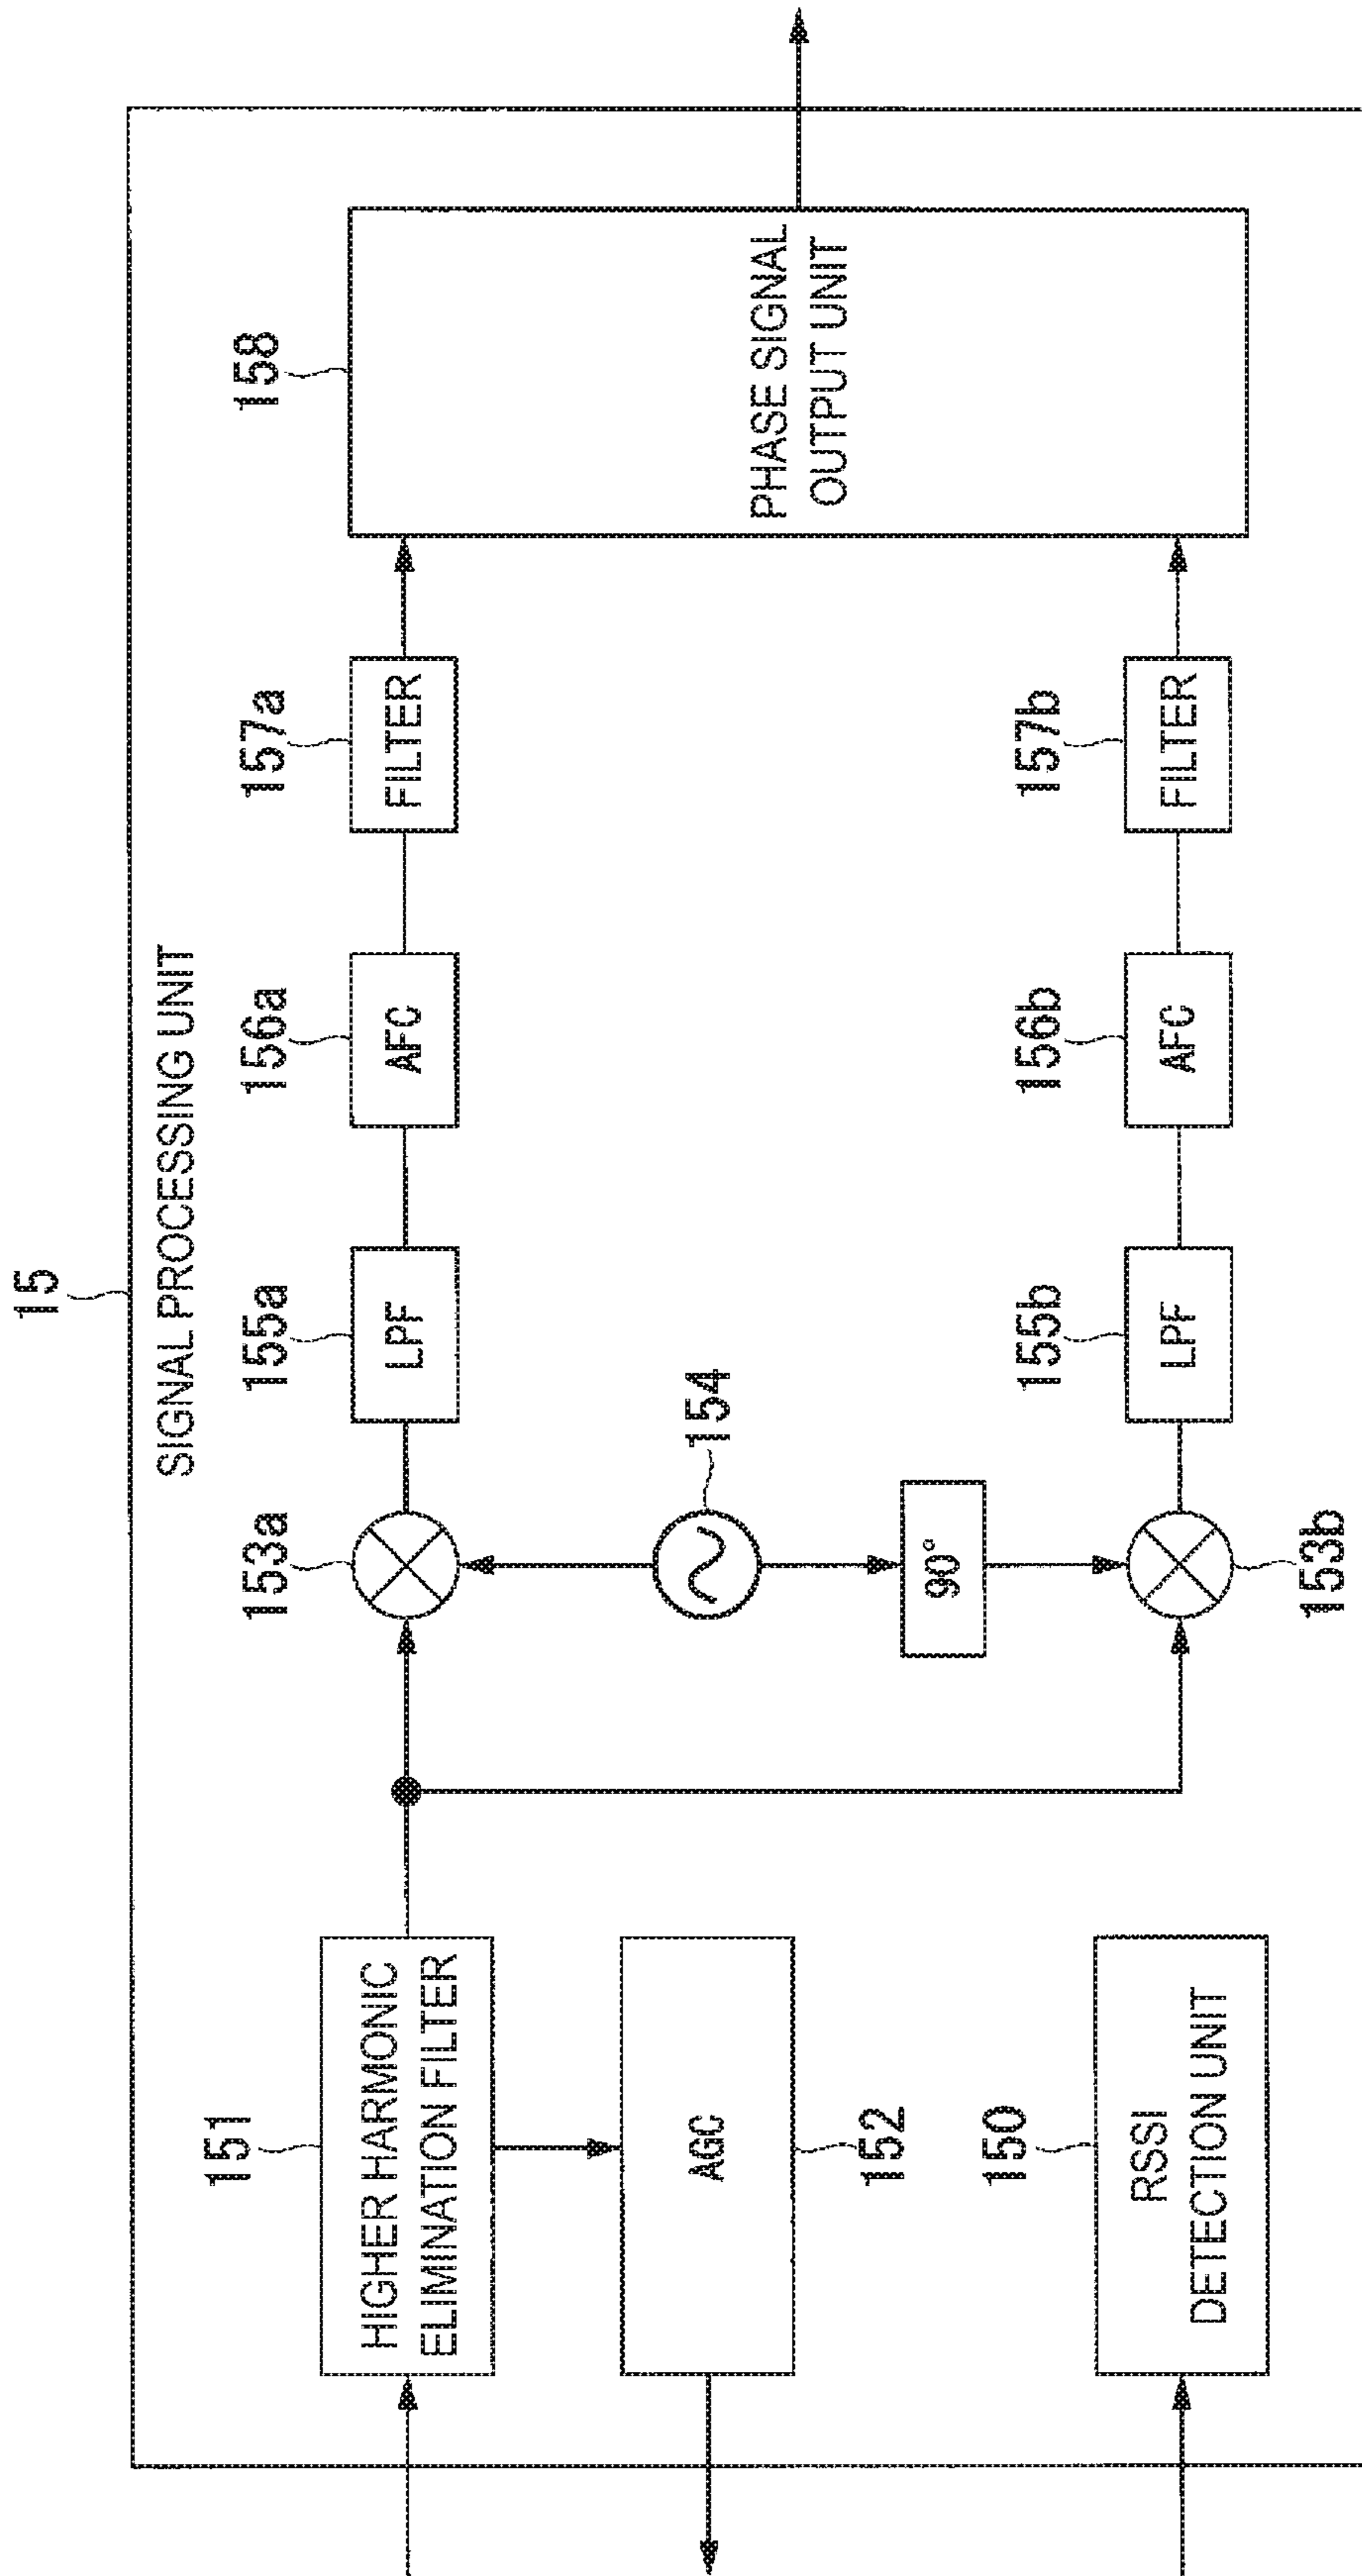 15
SIGNAL PROCESSING UNIT
151
HIGHER HARMONIC
ELIMINATION FILTER
153a
155a
LPF
156a
AFC
157a
FILTER
158
PHASE SIGNAL
OUTPUT UNIT
AGC
152
154
90°
150
RSSI
DETECTION UNIT
153b
155b
LPF
156b
AFC
157b
FILTER